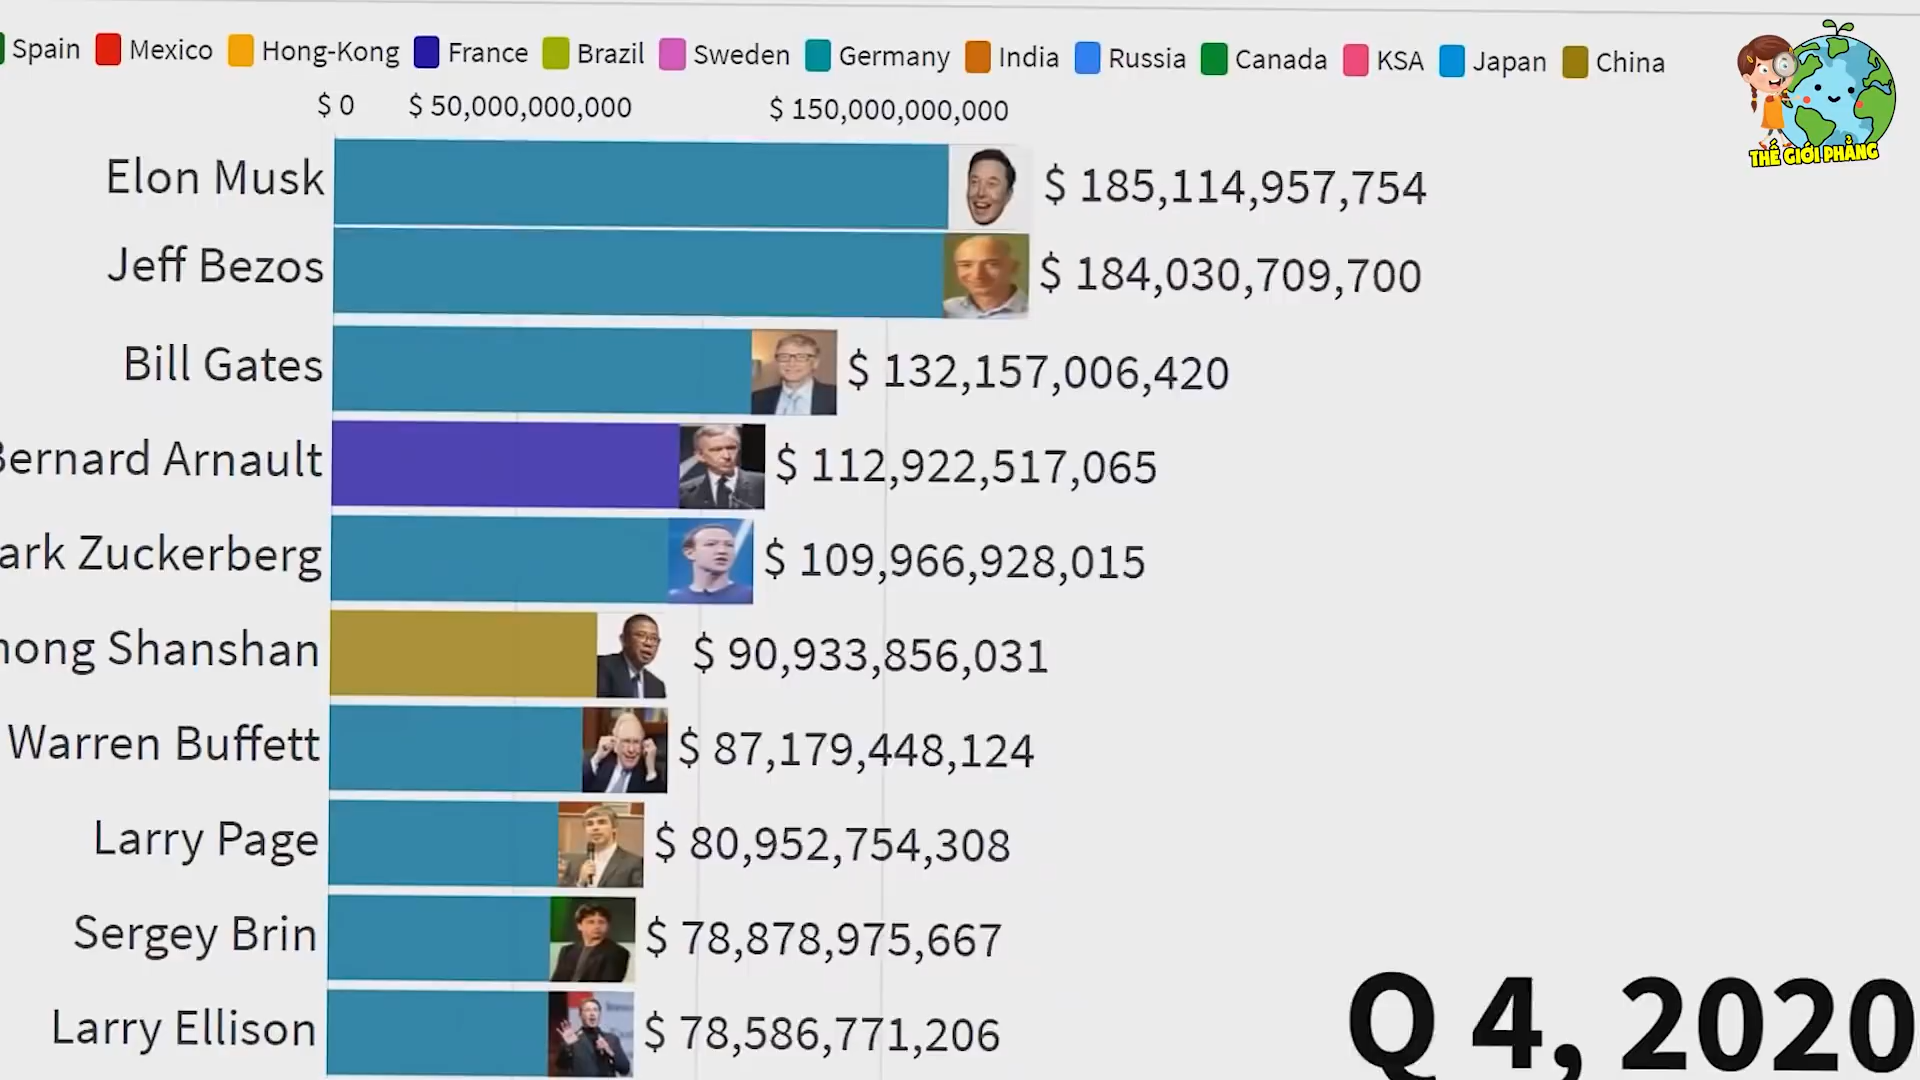 Spain Mexico Hong-Kong France Brazil Sweden Germany India Russia Canada KSA Japan China
THẾ GIỚI PHẲNG
$ 0 $ 50,000,000,000 $ 150,000,000,000
Elon Musk $ 185,114,957,754
Jeff Bezos $ 184,030,709,700
Bill Gates $ 132,157,006,420
Bernard Arnault $ 112,922,517,065
ark Zuckerberg $ 109,966,928,015
hong Shanshan $ 90,933,856,031
Warren Buffett $ 87,179,448,124
Larry Page $ 80,952,754,308
Sergey Brin $ 78,878,975,667
Larry Ellison $ 78,586,771,206
Q 4, 2020